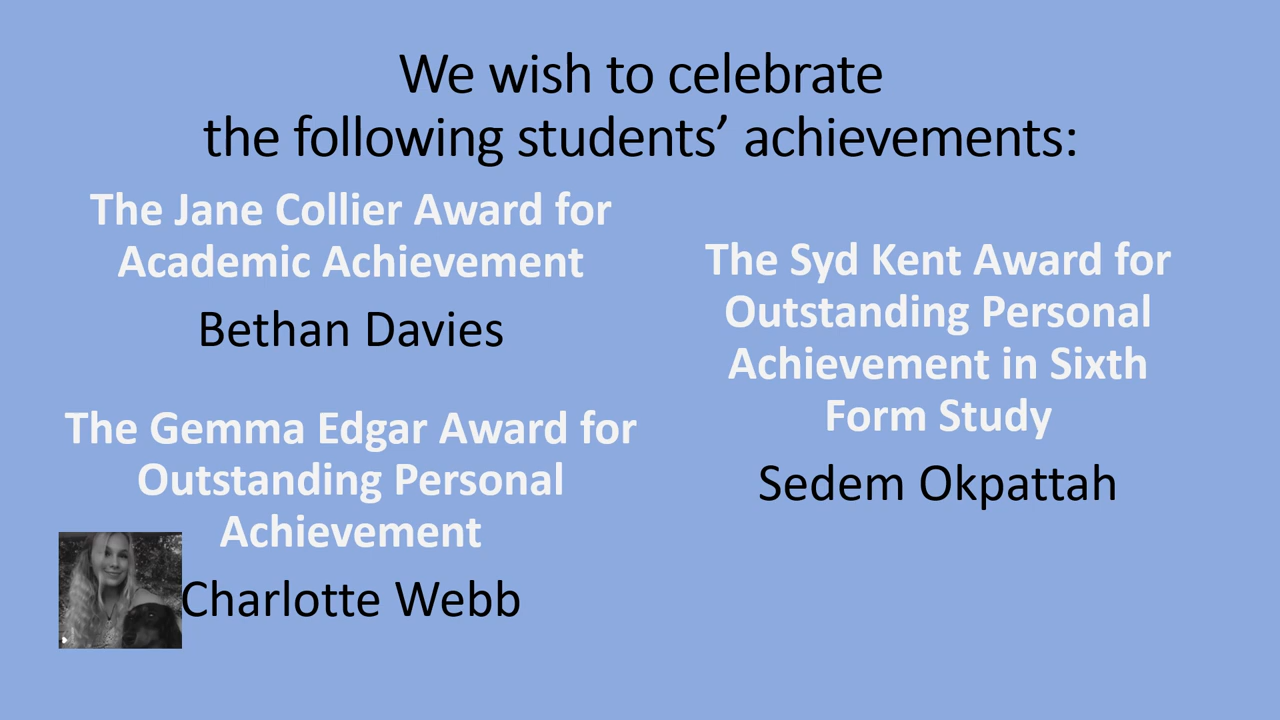 We wish to celebrate
the following students’ achievements:
The Jane Collier Award for
Academic Achievement
Bethan Davies
The Gemma Edgar Award for
Outstanding Personal
Achievement
Charlotte Webb
The Syd Kent Award for
Outstanding Personal
Achievement in Sixth
Form Study
Sedem Okpattah